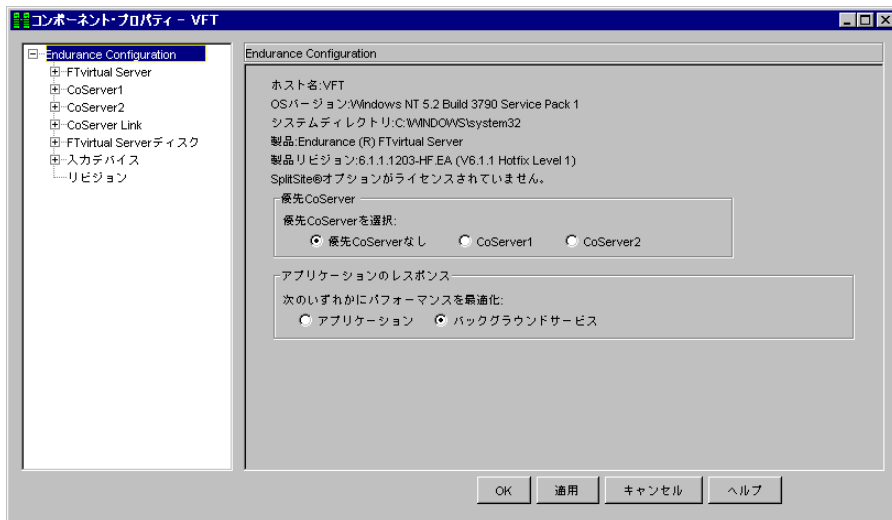 コンポーネント・プロパティ - VFT
Endurance Configuration
FTvirtual Server
CoServer1
CoServer2
CoServer Link
FTvirtual Serverディスク
入力デバイス
リビジョン
Endurance Configuration
ホスト名:VFT
OSバージョン:Windows NT 5.2 Build 3790 Service Pack 1
システムディレクトリ:C:\WINDOWS\system32
製品:Endurance (R) FTvirtual Server
製品リビジョン:6.1.1.1203-HF.EA (V6.1.1 Hotfix Level 1)
SplitSite®オプションがライセンスされていません。
優先CoServer
優先CoServerを選択:
優先CoServerなし CoServer1 CoServer2
アプリケーションのレスポンス
次のいずれかにパフォーマンスを最適化:
アプリケーション バックグラウンドサービス
OK 適用 キャンセル ヘルプ